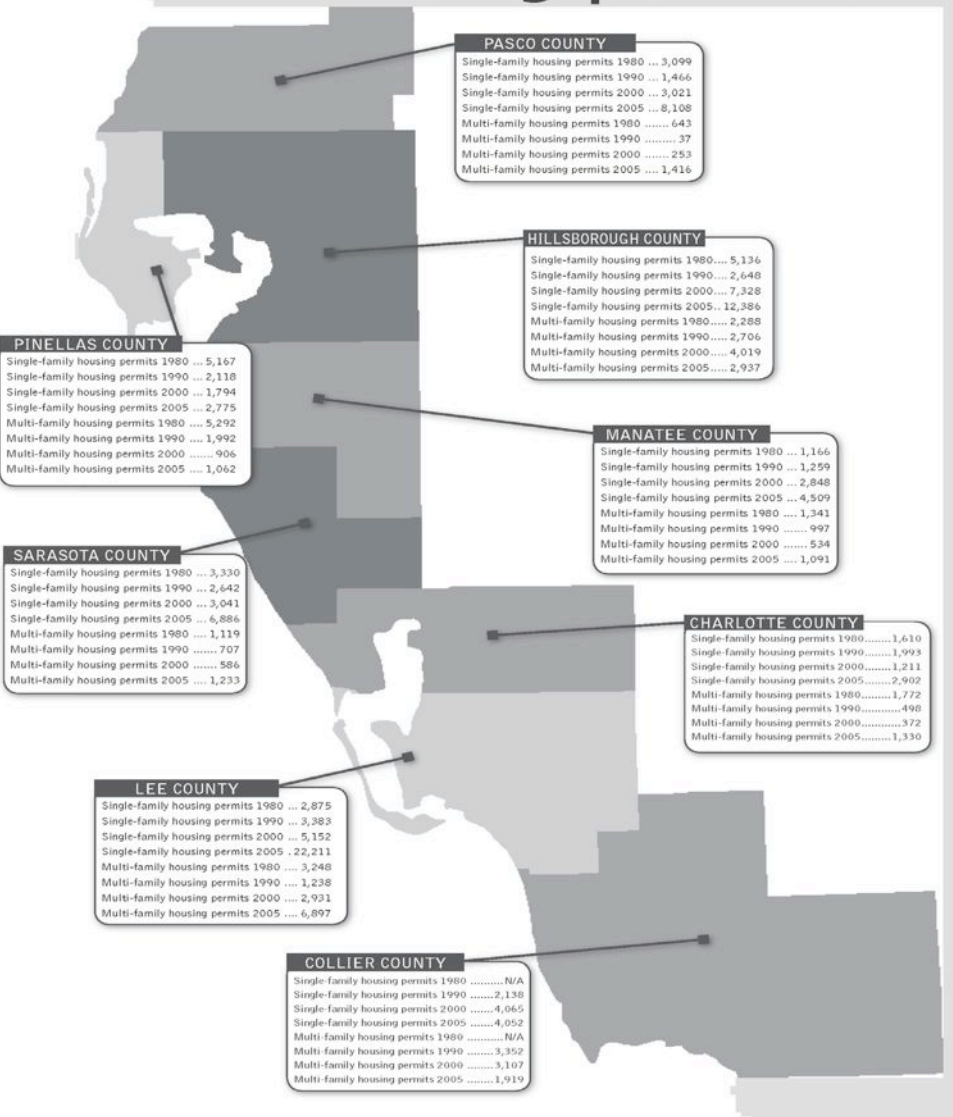 PASCO COUNTY
Single-family housing permits 1980 ... 3,099
Single-family housing permits 1990 ... 1,466
Single-family housing permits 2000 ... 3,021
Single-family housing permits 2005 ... 8,108
Multi-family housing permits 1980 ....... 643
Multi-family housing permits 1990 ......... 37
Multi-family housing permits 2000 ....... 253
Multi-family housing permits 2005 .... 1,416
HILLSBOROUGH COUNTY
Single-family housing permits 1980.... 5,136
Single-family housing permits 1990.... 2,648
Single-family housing permits 2000.... 7,328
Single-family housing permits 2005.. 12,386
Multi-family housing permits 1980..... 2,288
Multi-family housing permits 1990..... 2,706
Multi-family housing permits 2000..... 4,019
Multi-family housing permits 2005..... 2,937
PINELLAS COUNTY
Single-family housing permits 1980 ... 5,167
Single-family housing permits 1990 ... 2,118
Single-family housing permits 2000 ... 1,794
Single-family housing permits 2005 ... 2,775
Multi-family housing permits 1980 .... 5,292
Multi-family housing permits 1990 .... 1,992
Multi-family housing permits 2000 ....... 906
Multi-family housing permits 2005 .... 1,062
MANATEE COUNTY
Single-family housing permits 1980 ... 1,166
Single-family housing permits 1990 ... 1,259
Single-family housing permits 2000 ... 2,848
Single-family housing permits 2005 ... 4,509
Multi-family housing permits 1980 .... 1,341
Multi-family housing permits 1990 ....... 997
Multi-family housing permits 2000 ....... 534
Multi-family housing permits 2005 .... 1,091
SARASOTA COUNTY
Single-family housing permits 1980 ... 3,330
Single-family housing permits 1990 ... 2,642
Single-family housing permits 2000 ... 3,041
Single-family housing permits 2005 ... 6,886
Multi-family housing permits 1980 .... 1,119
Multi-family housing permits 1990 ....... 707
Multi-family housing permits 2000 ....... 586
Multi-family housing permits 2005 .... 1,233
CHARLOTTE COUNTY
Single-family housing permits 1980........1,610
Single-family housing permits 1990........1,993
Single-family housing permits 2000........1,211
Single-family housing permits 2005........2,902
Multi-family housing permits 1980.........1,772
Multi-family housing permits 1990............498
Multi-family housing permits 2000............372
Multi-family housing permits 2005.........1,330
LEE COUNTY
Single-family housing permits 1980 ... 2,875
Single-family housing permits 1990 ... 3,383
Single-family housing permits 2000 ... 5,152
Single-family housing permits 2005 . 22,211
Multi-family housing permits 1980 .... 3,248
Multi-family housing permits 1990 .... 1,238
Multi-family housing permits 2000 .... 2,931
Multi-family housing permits 2005 .... 6,897
COLLIER COUNTY
Single-family housing permits 1980 ..........N/A
Single-family housing permits 1990 .......2,138
Single-family housing permits 2000 .......4,065
Single-family housing permits 2005 .......4,052
Multi-family housing permits 1980 ...........N/A
Multi-family housing permits 1990 ........3,352
Multi-family housing permits 2000 ........3,107
Multi-family housing permits 2005 ........1,919